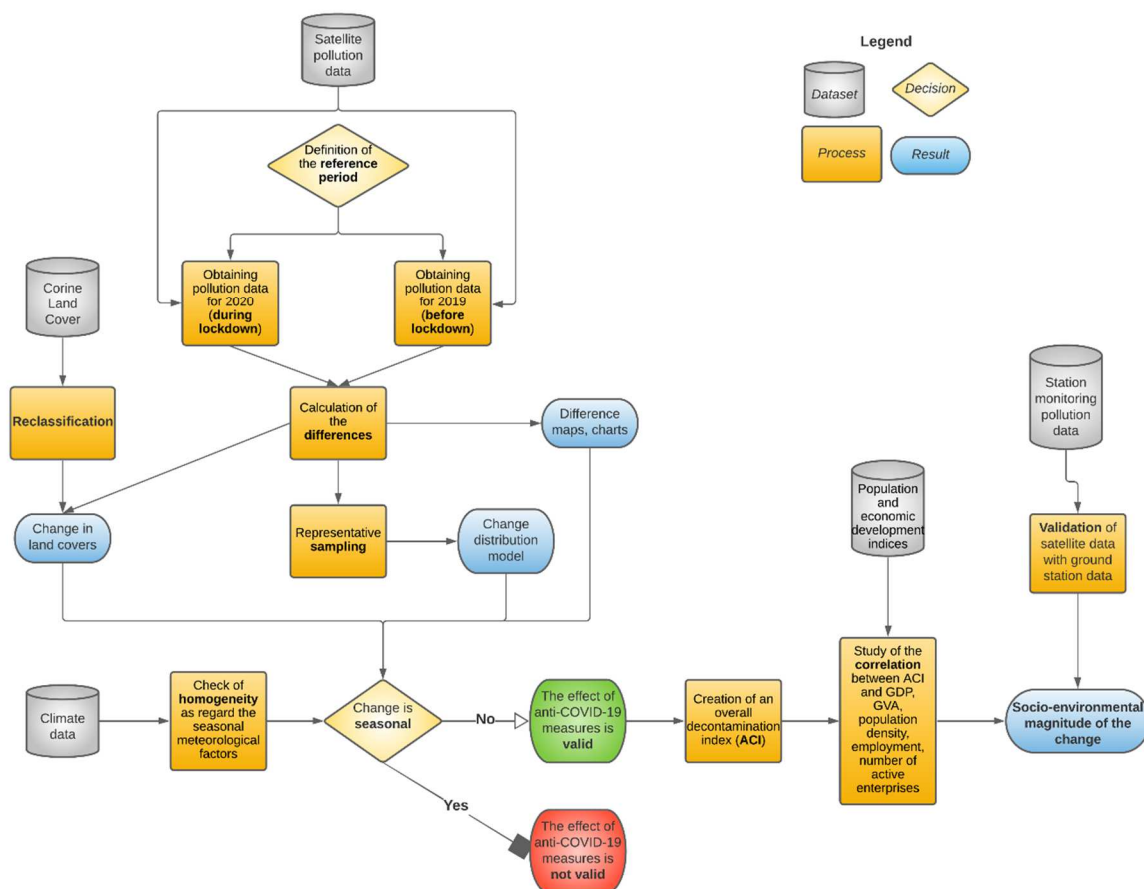 Satellite
pollution
data
Legend
Dataset
Decision
Process
Result
Definition of
the reference
period
Corine
Land
Cover
Obtaining
pollution data
for 2020
(during
lockdown)
Obtaining
pollution data
for 2019
(before
lockdown)
Reclassification
Calculation of
the
differences
Difference
maps, charts
Station
monitoring
pollution
data
Change in
land covers
Representative
sampling
Change
distribution
model
Population
and
economic
development
indices
Validation of
satellite data
with ground
station data
Climate
data
Check of
homogeneity
as regard the
seasonal
meteorological
factors
Change is
seasonal
No
The effect of
anti-COVID-19
measures is
valid
Creation of an
overall
decontamination
index (ACI)
Study of the
correlation
between ACI
and GDP,
GVA,
population
density,
employment,
number of
active
enterprises
Socio-environmental
magnitude of the
change
Yes
The effect of
anti-COVID-19
measures is
not valid